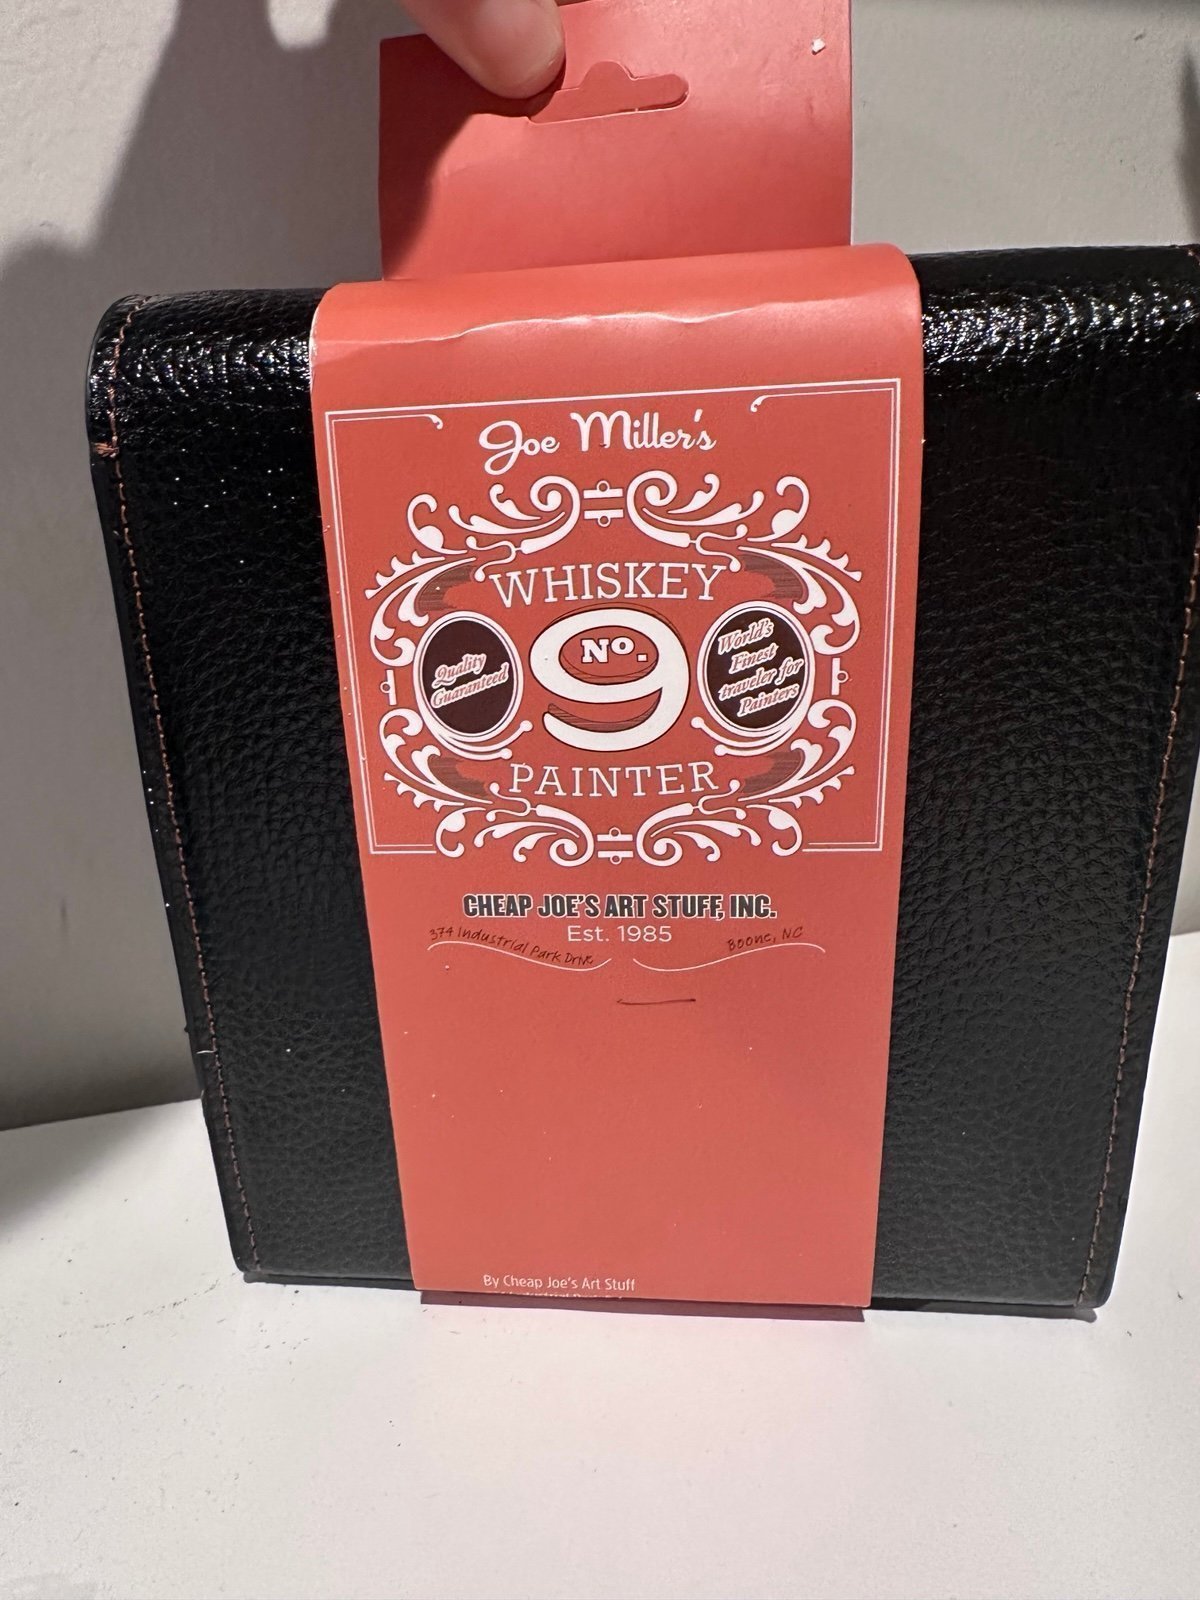 Joe Miller's
WHISKEY
No.
9
Quality
Guaranteed
World's
Finest
traveler for
Painters
PAINTER
CHEAP JOE'S ART STUFF, INC.
Est. 1985
374 Industrial Park Drive
Boone, NC
By Cheap Joe's Art Stuff